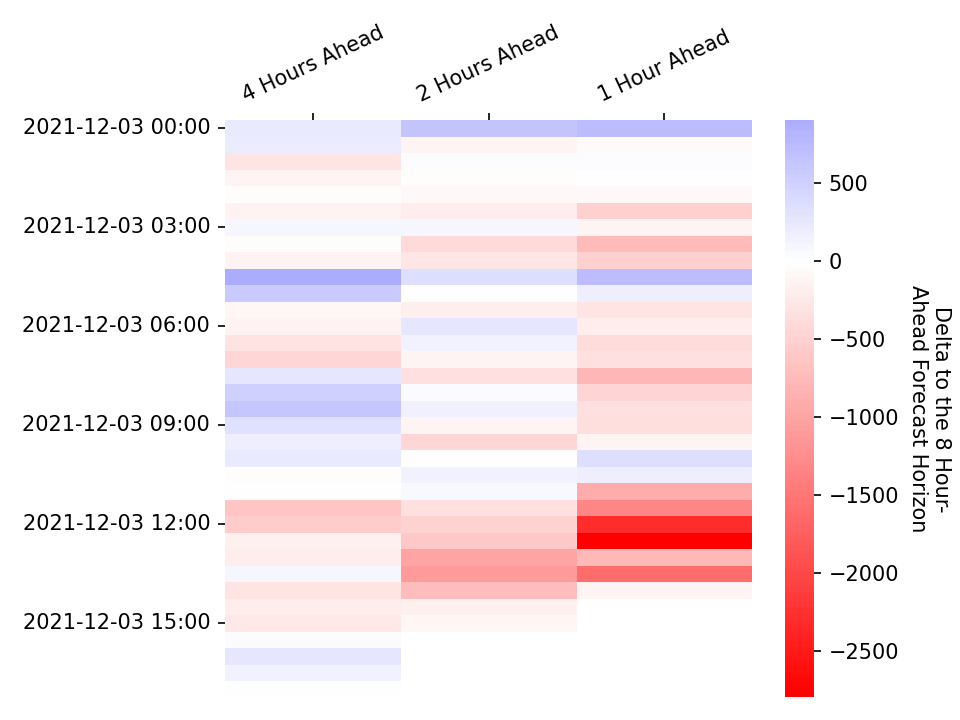 4 Hours Ahead
2 Hours Ahead
1 Hour Ahead
2021-12-03 00:00
2021-12-03 03:00
2021-12-03 06:00
2021-12-03 09:00
2021-12-03 12:00
2021-12-03 15:00
500
0
−500
−1000
−1500
−2000
−2500
Delta to the 8 Hour-
Ahead Forecast Horizon